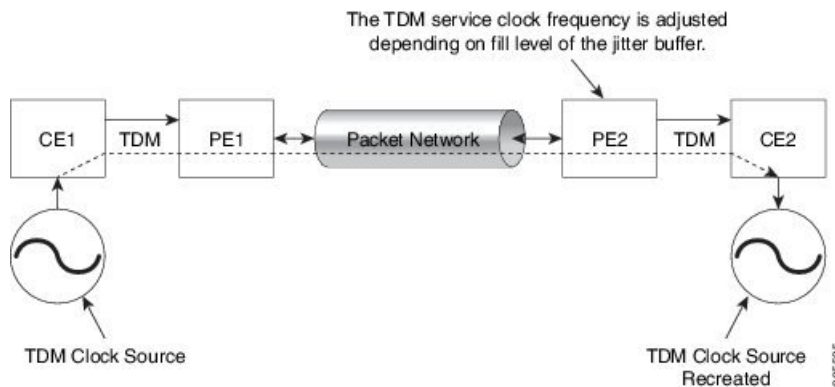 The TDM service clock frequency is adjusted
depending on fill level of the jitter buffer.
CE1
TDM
PE1
Packet Network
PE2
TDM
CE2
TDM Clock Source
TDM Clock Source
Recreated